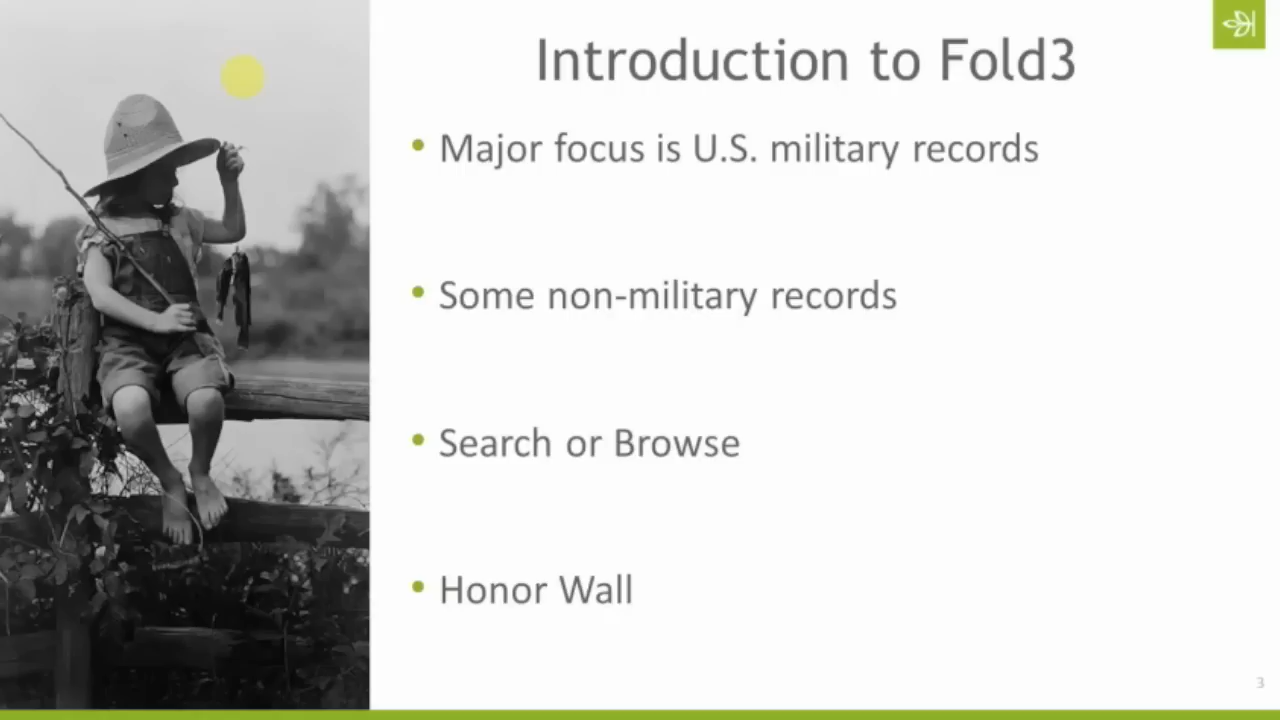 Introduction to Fold3
• Major focus is U.S. military records
• Some non-military records
• Search or Browse
• Honor Wall
3